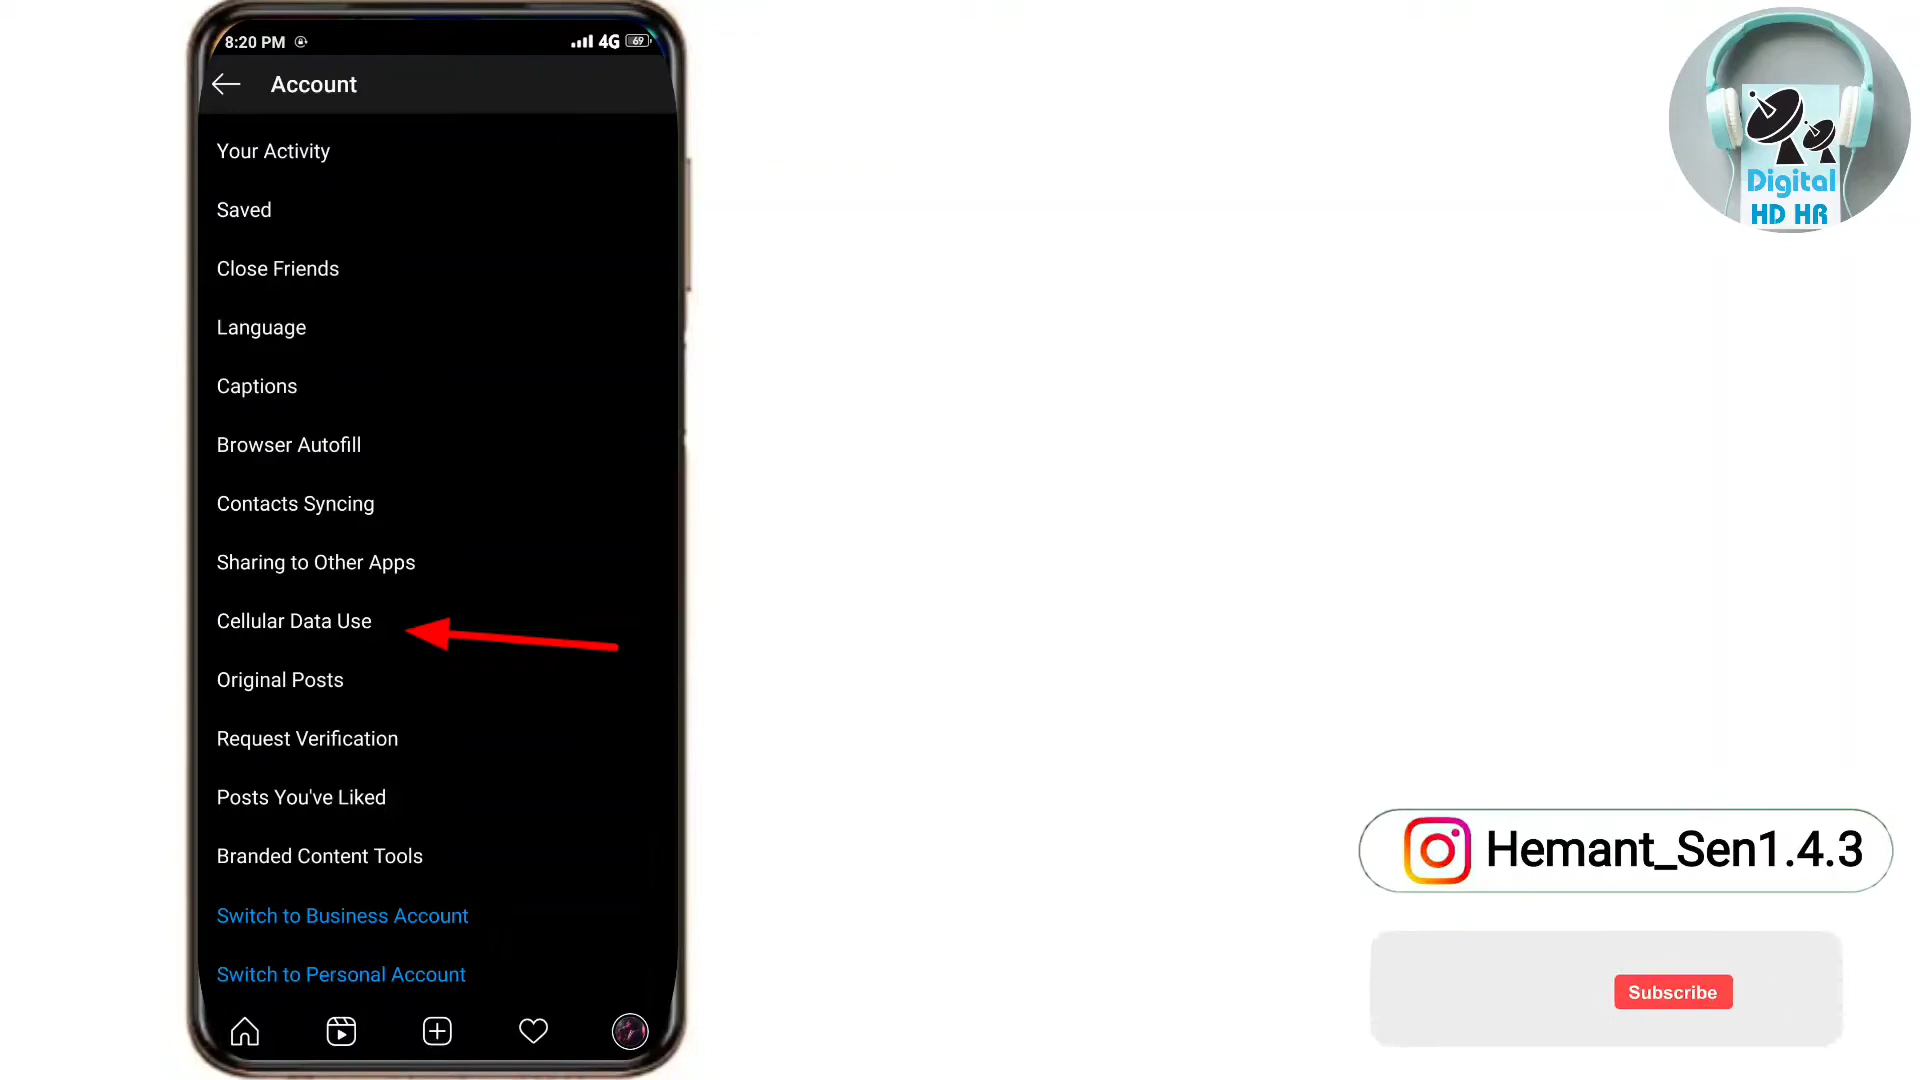 8:20 PM
4G
69
Account
Your Activity
Saved
Close Friends
Language
Captions
Browser Autofill
Contacts Syncing
Sharing to Other Apps
Cellular Data Use
Original Posts
Request Verification
Posts You've Liked
Branded Content Tools
Switch to Business Account
Switch to Personal Account
Digital
HD HR
Hemant_Sen1.4.3
Subscribe